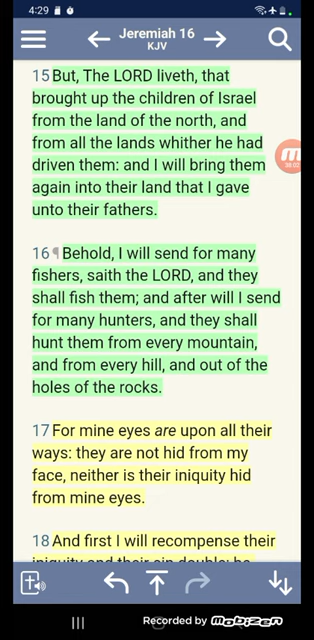 4:29
Jeremiah 16
KJV
15 But, The LORD liveth, that
brought up the children of Israel
from the land of the north, and
from all the lands whither he had
driven them: and I will bring them
again into their land that I gave
unto their fathers.
16 ¶ Behold, I will send for many
fishers, saith the LORD, and they
shall fish them; and after will I send
for many hunters, and they shall
hunt them from every mountain,
and from every hill, and out of the
holes of the rocks.
17 For mine eyes are upon all their
ways: they are not hid from my
face, neither is their iniquity hid
from mine eyes.
18 And first I will recompense their
iniquity and their sin double; be
Recorded by mobizen